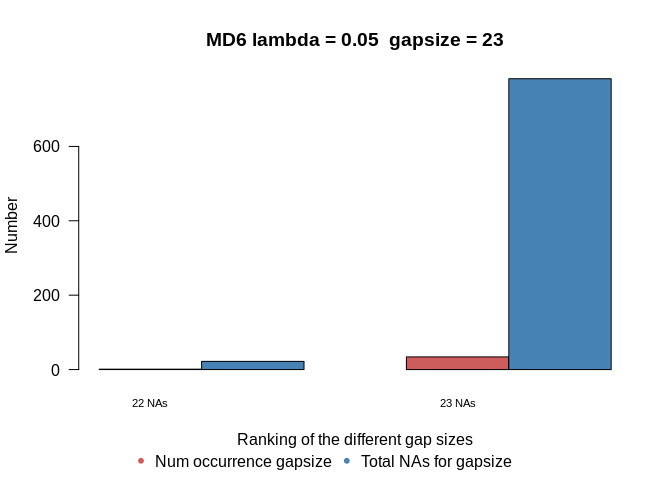 MD6 lambda = 0.05  gapsize = 23
Number
600
400
200
0
22 NAs
23 NAs
Ranking of the different gap sizes
Num occurrence gapsize
Total NAs for gapsize